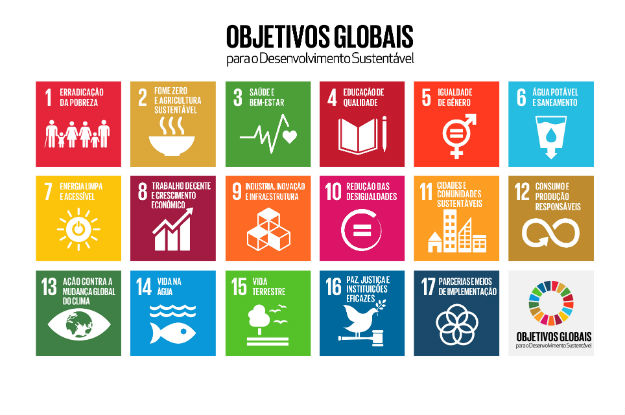 OBJETIVOS GLOBAIS
para o Desenvolvimento Sustentável
1 ERRADICAÇÃO
DA POBREZA
2 FOME ZERO
E AGRICULTURA
SUSTENTÁVEL
3 SAÚDE E
BEM-ESTAR
4 EDUCAÇÃO DE
QUALIDADE
5 IGUALDADE
DE GÊNERO
6 ÁGUA POTÁVEL
E SANEAMENTO
7 ENERGIA LIMPA
E ACESSÍVEL
8 TRABALHO DECENTE
E CRESCIMENTO
ECONÔMICO
9 INDUSTRIA, INOVAÇÃO
E INFRAESTRUTURA
10 REDUÇÃO DAS
DESIGUALDADES
11 CIDADES E
COMUNIDADES
SUSTENTÁVEIS
12 CONSUMO E
PRODUÇÃO
RESPONSÁVEIS
13 AÇÃO CONTRA A
MUDANÇA GLOBAL
DO CLIMA
14 VIDA NA
ÁGUA
15 VIDA
TERRESTRE
16 PAZ, JUSTIÇA E
INSTITUIÇÕES
EFICAZES
17 PARCERIAS E MEIOS
DE IMPLEMENTAÇÃO
OBJETIVOS GLOBAIS
para o Desenvolvimento Sustentável